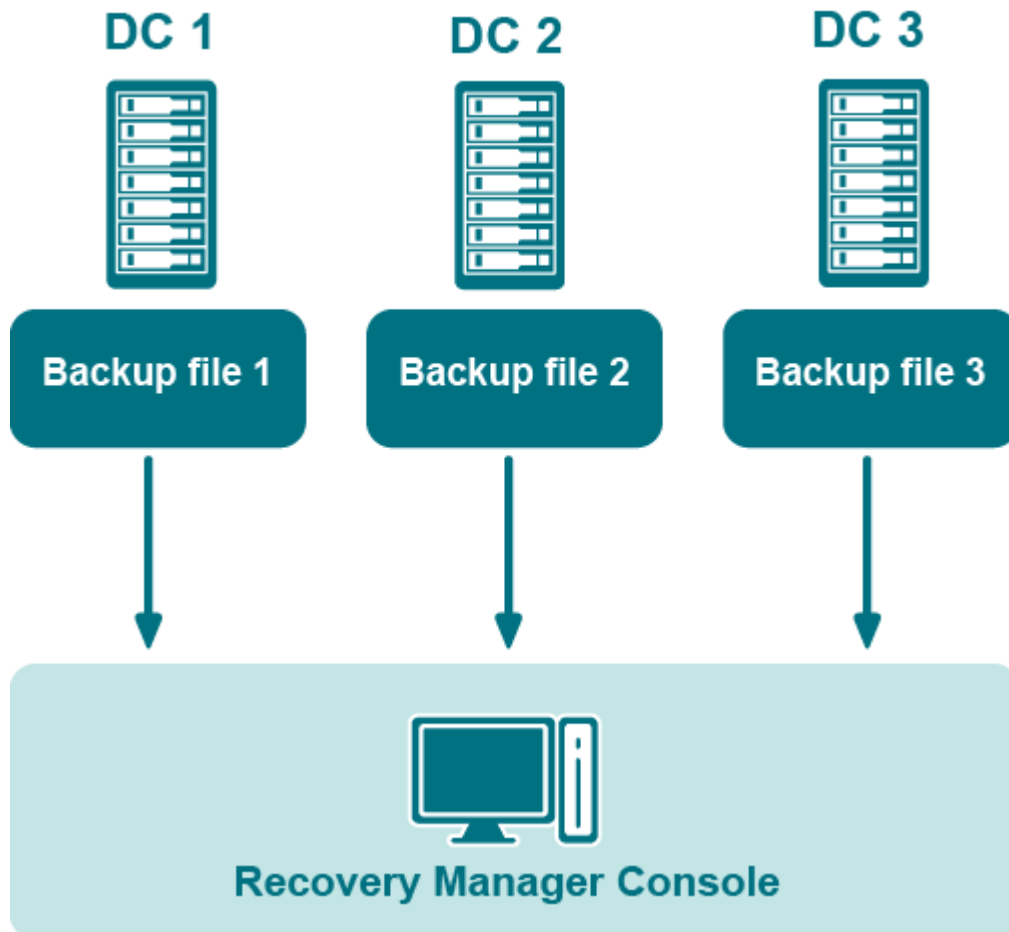 DC 1
DC 2
DC 3
Backup file 1
Backup file 2
Backup file 3
Recovery Manager Console